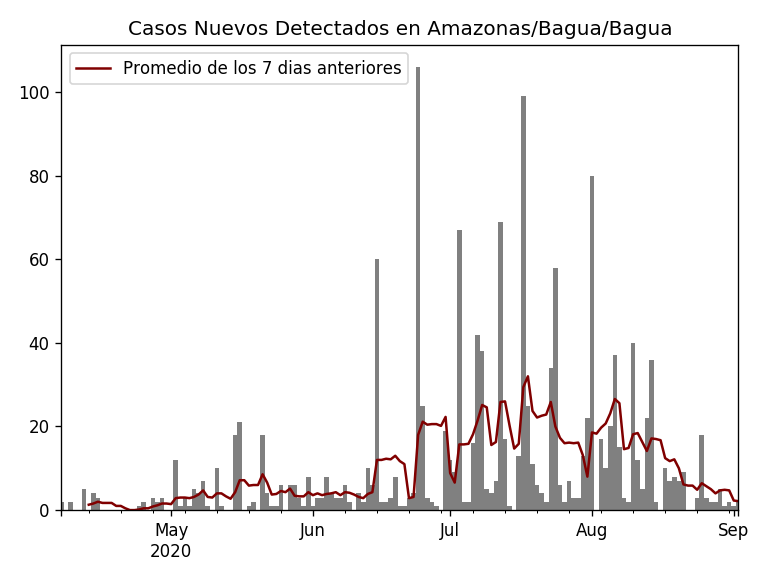 Casos Nuevos Detectados en Amazonas/Bagua/Bagua
Promedio de los 7 dias anteriores
100
80
60
40
20
0
May
2020
Jun
Jul
Aug
Sep